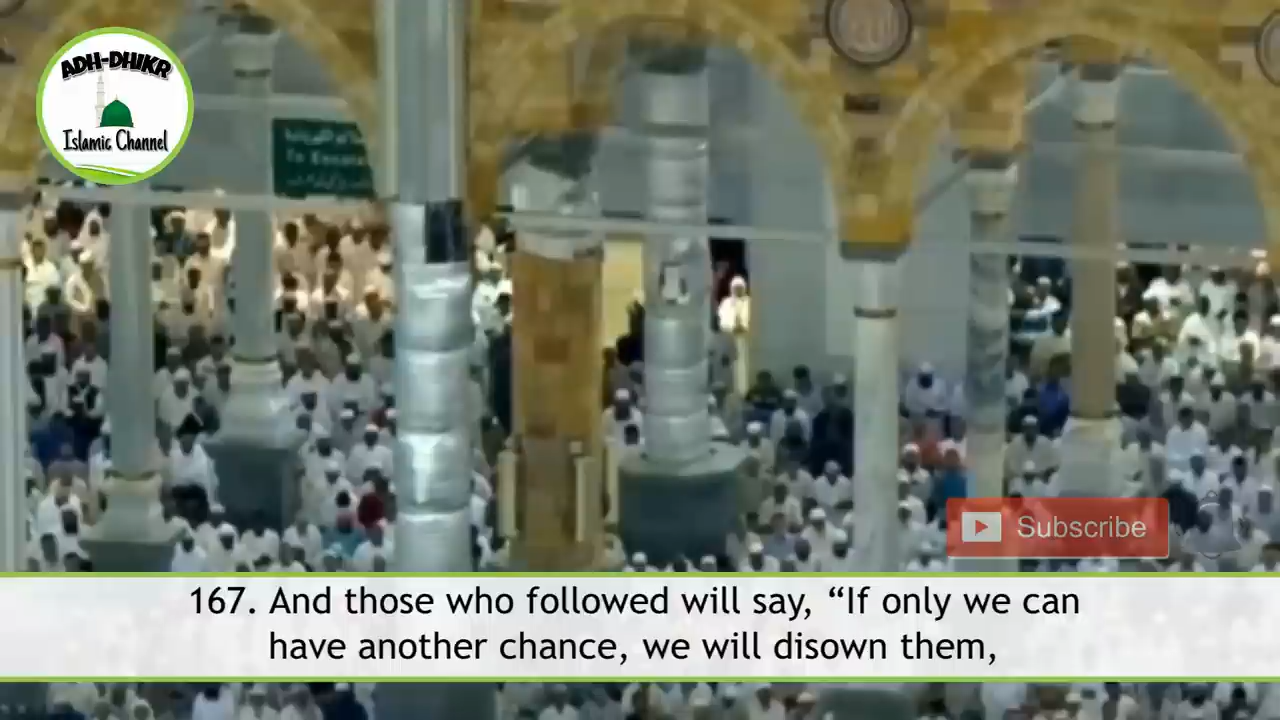 ADH-DHIKR
Islamic Channel
Subscribe
167. And those who followed will say, “If only we can
have another chance, we will disown them,